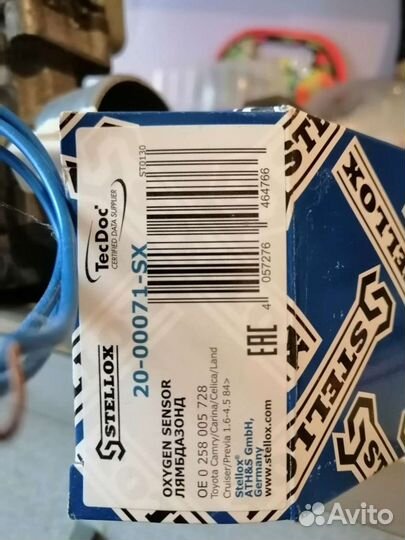 STELLOX
20-00071-SX
TecDoc
CERTIFIED DATA SUPPLIER
OXYGEN SENSOR
ЛЯМБДАЗОНД
OE 0 258 005 728
Toyota Camry/Carina/Celica/Land
Cruiser/Previa 1.6-4.5 84>
Stellox®
ATH&S GmbH,
Germany
www.stellox.com
ST0130
4 057276 464766
EAC
STELLOX
STELLOX
STELLOX
Avito